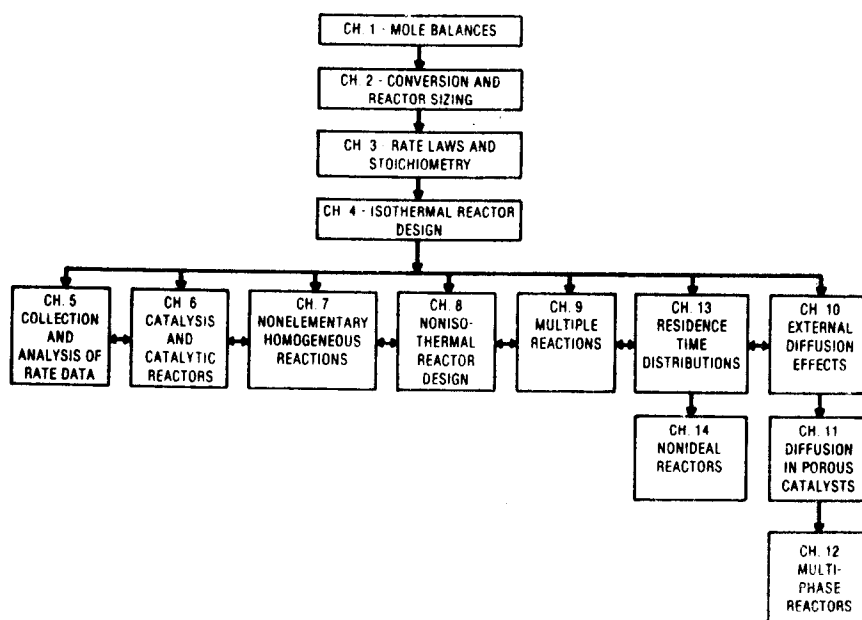 CH. 1 - MOLE BALANCES
CH. 2 - CONVERSION AND
REACTOR SIZING
CH. 3 - RATE LAWS AND
STOICHIOMETRY
CH. 4 - ISOTHERMAL REACTOR
DESIGN
CH. 5
COLLECTION
AND
ANALYSIS OF
RATE DATA
CH 6
CATALYSIS
AND
CATALYTIC
REACTORS
CH. 7
NONELEMENTARY
HOMOGENEOUS
REACTIONS
CH. 8
NONISO-
THERMAL
REACTOR
DESIGN
CH. 9
MULTIPLE
REACTIONS
CH. 13
RESIDENCE
TIME
DISTRIBUTIONS
CH 10
EXTERNAL
DIFFUSION
EFFECTS
CH. 14
NONIDEAL
REACTORS
CH. 11
DIFFUSION
IN POROUS
CATALYSTS
CH. 12
MULTI-
PHASE
REACTORS